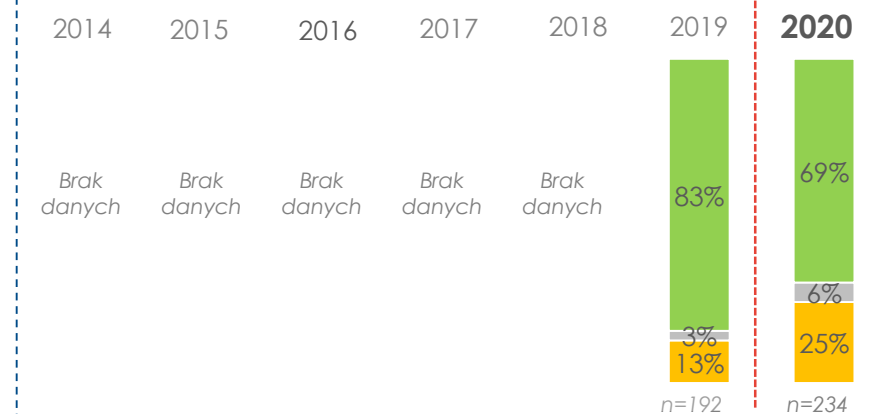 2014 2015 2016 2017 2018 2019 2020
Brak danych
Brak danych
Brak danych
Brak danych
Brak danych
83%
3%
13%
n=192
69%
6%
25%
n=234